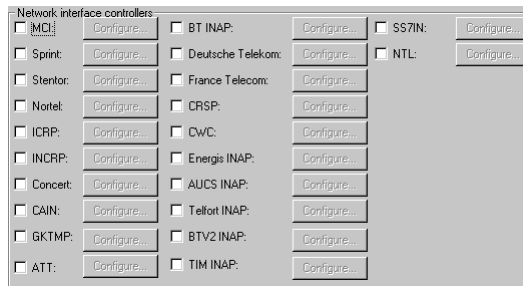 Network interface controllers
MCI: Configure... BT INAP: Configure... SS7IN: Configure...
Sprint: Configure... Deutsche Telekom: Configure... NTL: Configure...
Stentor: Configure... France Telecom: Configure...
Nortel: Configure... CRSP: Configure...
ICRP: Configure... CWC: Configure...
INCRP: Configure... Energis INAP: Configure...
Concert: Configure... AUCS INAP: Configure...
CAIN: Configure... Telfort INAP: Configure...
GKTMP: Configure... BTV2 INAP: Configure...
ATT: Configure... TIM INAP: Configure...